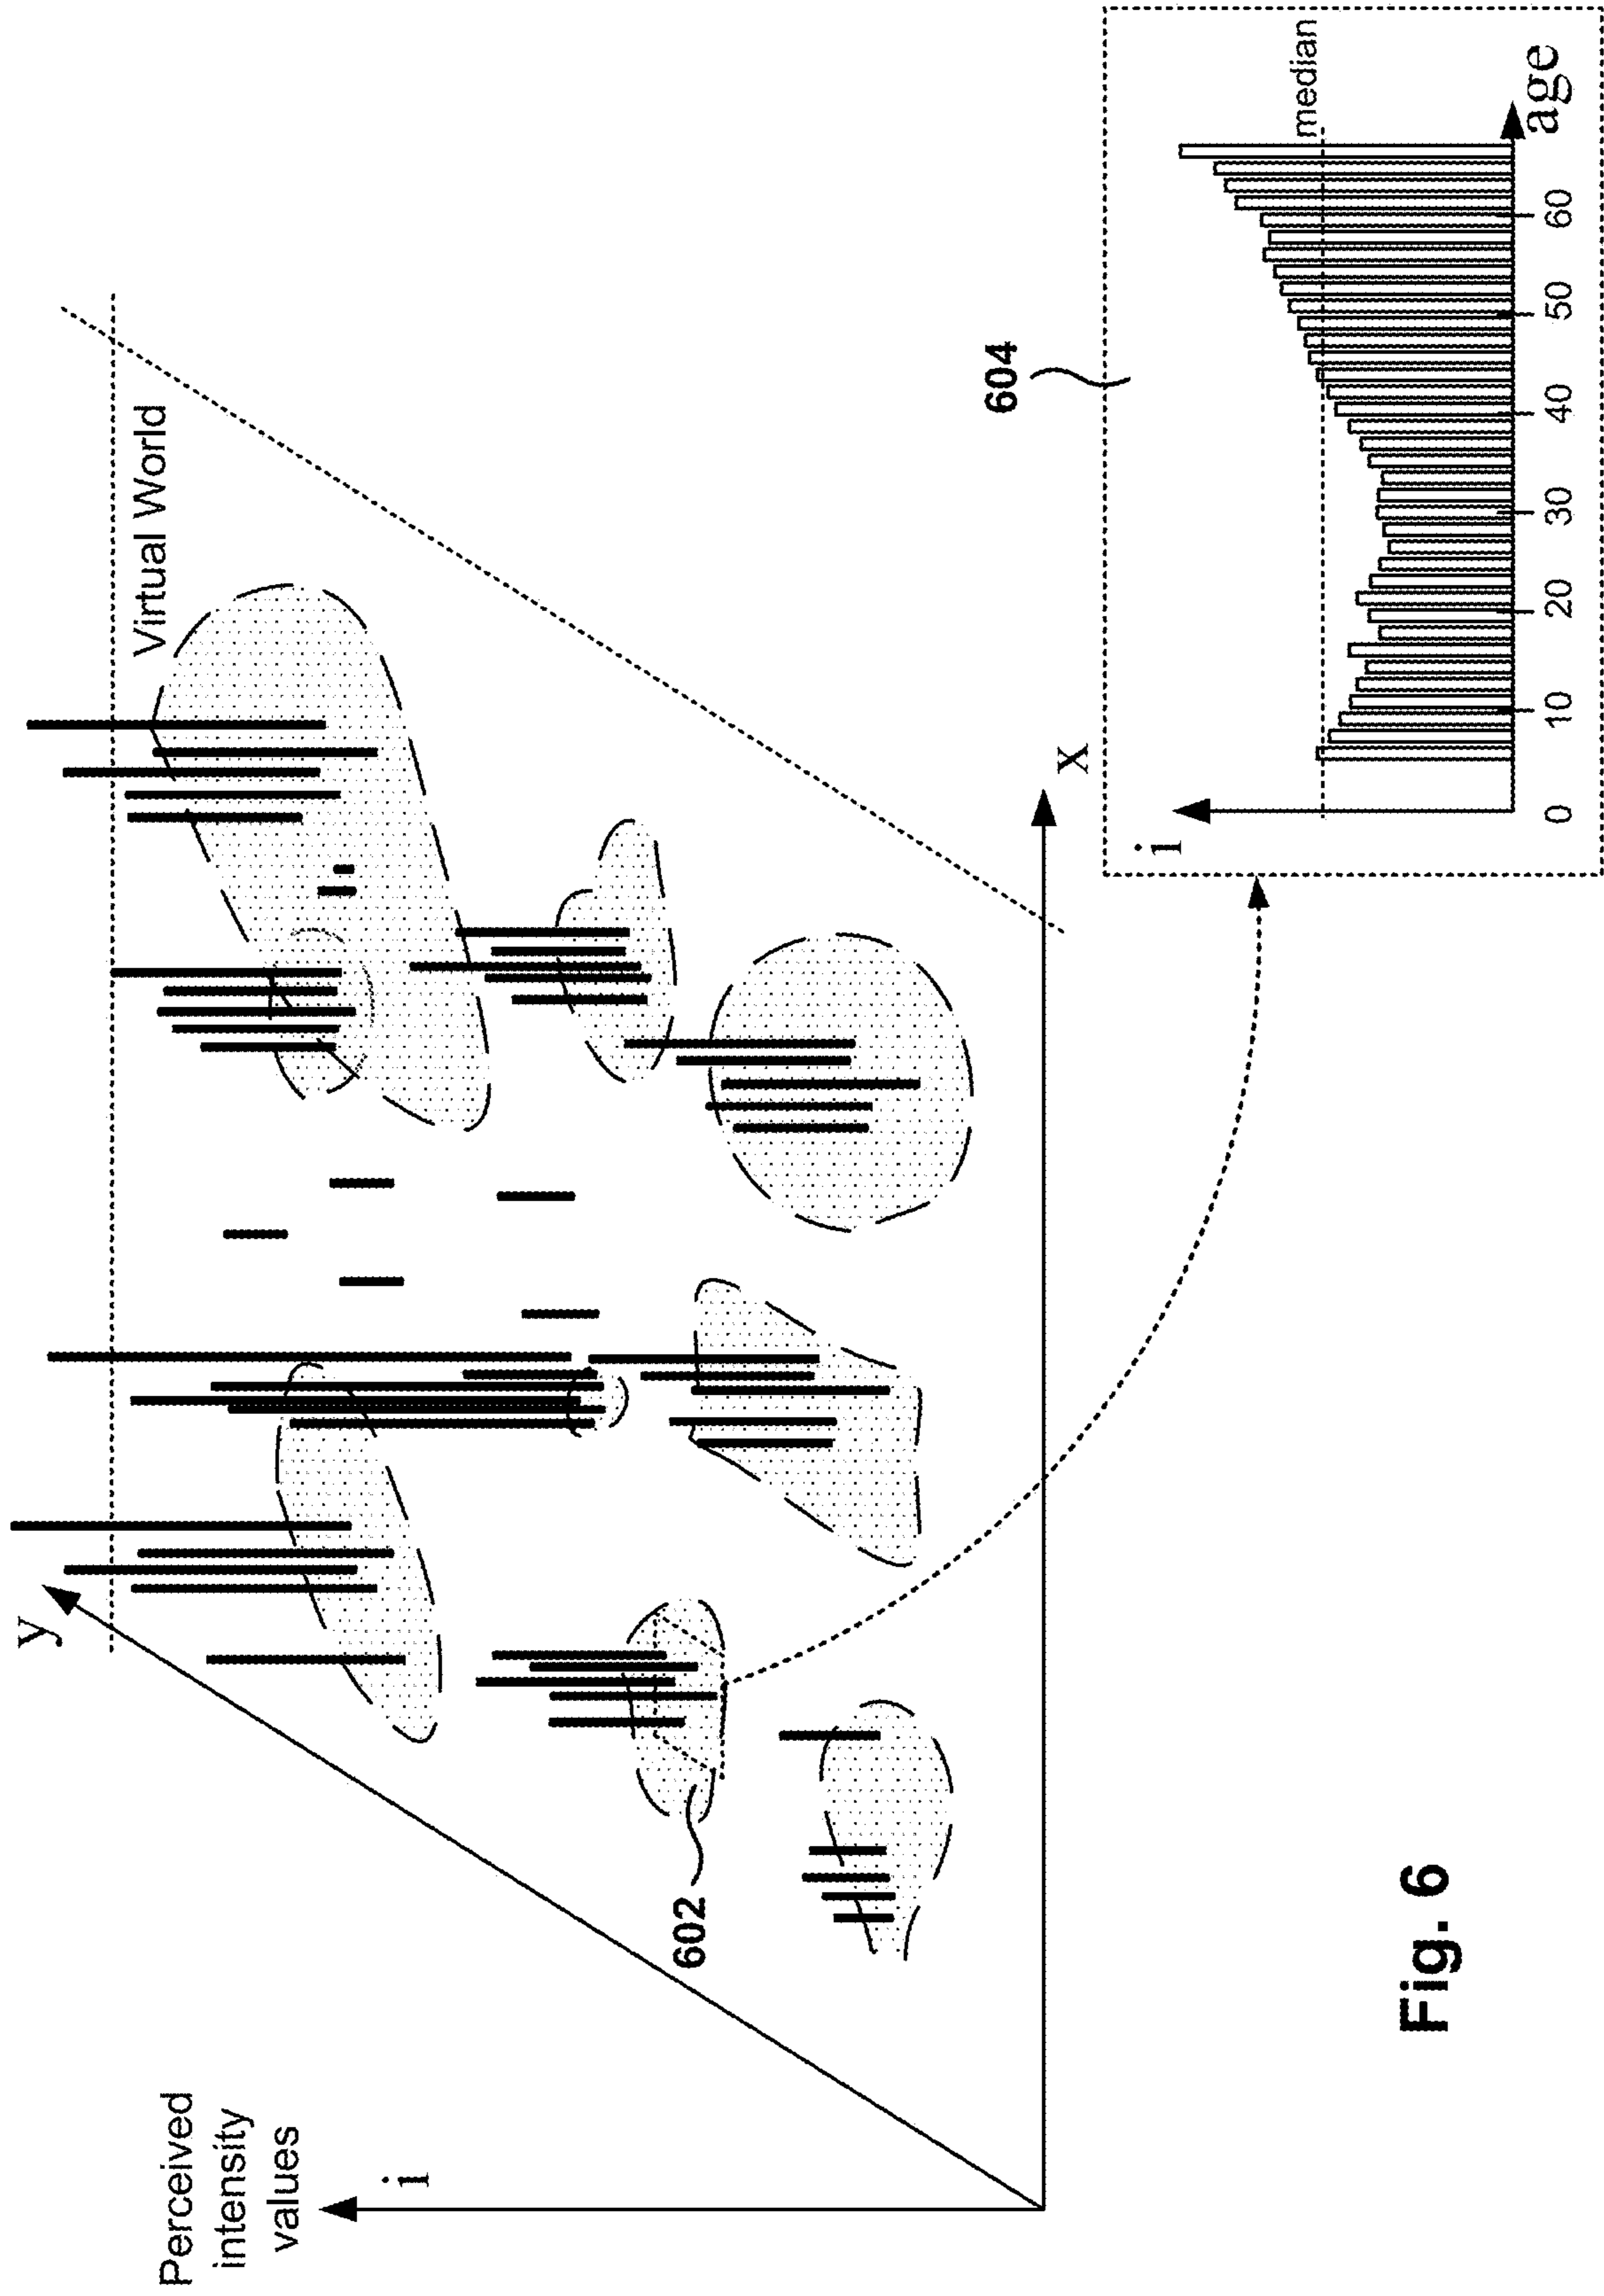 Perceived
intensity
values
i
y
Virtual World
x
602
604
i
median
0 10 20 30 40 50 60
age
Fig. 6